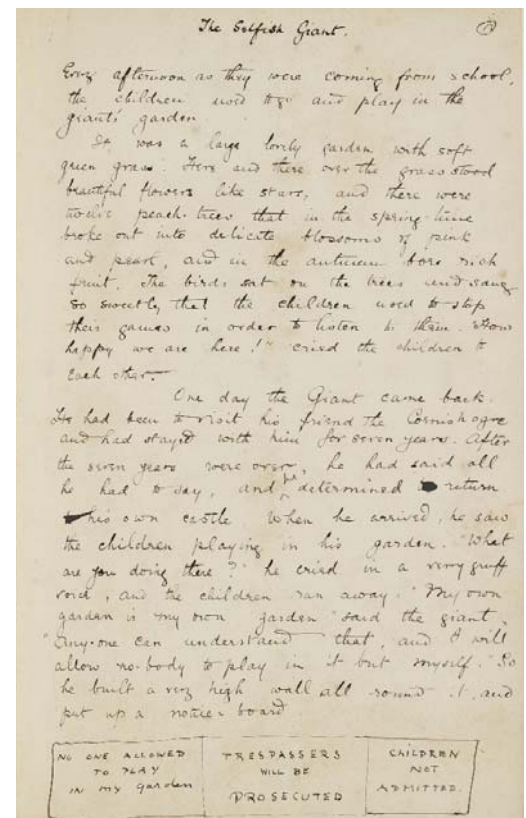 The Selfish Giant.
Every afternoon as they were coming from school,
the children used to go and play in the
giant's garden
It was a large lovely garden with soft
green grass. Here and there over the grass stood
beautiful flowers like stars, and there were
twelve peach-trees that in the spring-time
broke out into delicate blossoms of pink
and pearl, and in the autumn bore rich
fruit. The birds sat on the trees and sang
so sweetly that the children used to stop
their games in order to listen to them. "How
happy we are here!" cried the children to
each other.
One day the Giant came back.
He had been to visit his friend the Cornish ogre
and had stayed with him for seven years. After
the seven years were over, he had said all
he had to say, and he determined to return
to his own castle When he arrived, he saw
the children playing in his garden. "What
are you doing there?" he cried in a very gruff
voice, and the children ran away. "My own
garden is my own garden" said the giant,
"Any-one can understand that, and I will
allow no-body to play in it but myself." So
he built a very high wall all round it, and
put up a notice-board
NO ONE ALLOWED
TO PLAY
IN MY garden
TRESPASSERS
WILL BE
PROSECUTED
CHILDREN
NOT
ADMITTED.